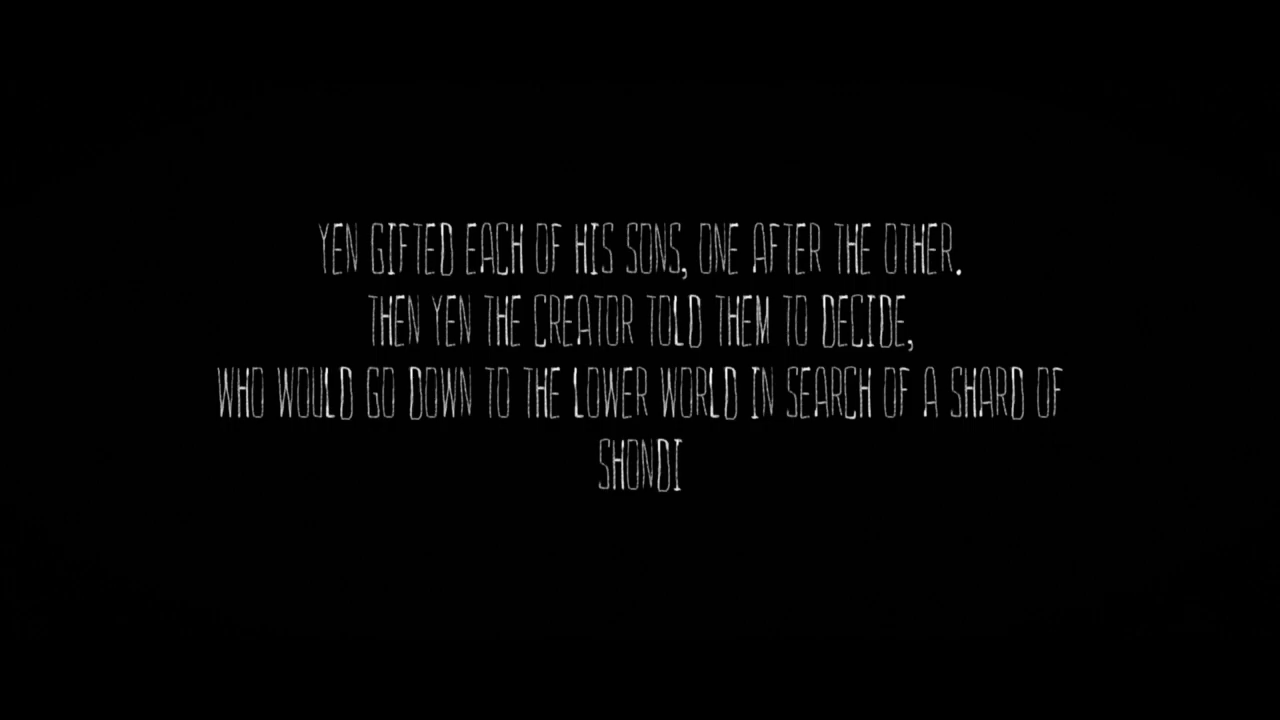 YEN GIFTED EACH OF HIS SONS, ONE AFTER THE OTHER.
THEN YEN THE CREATOR TOLD THEM TO DECIDE,
WHO WOULD GO DOWN TO THE LOWER WORLD IN SEARCH OF A SHARD OF
SHONDI